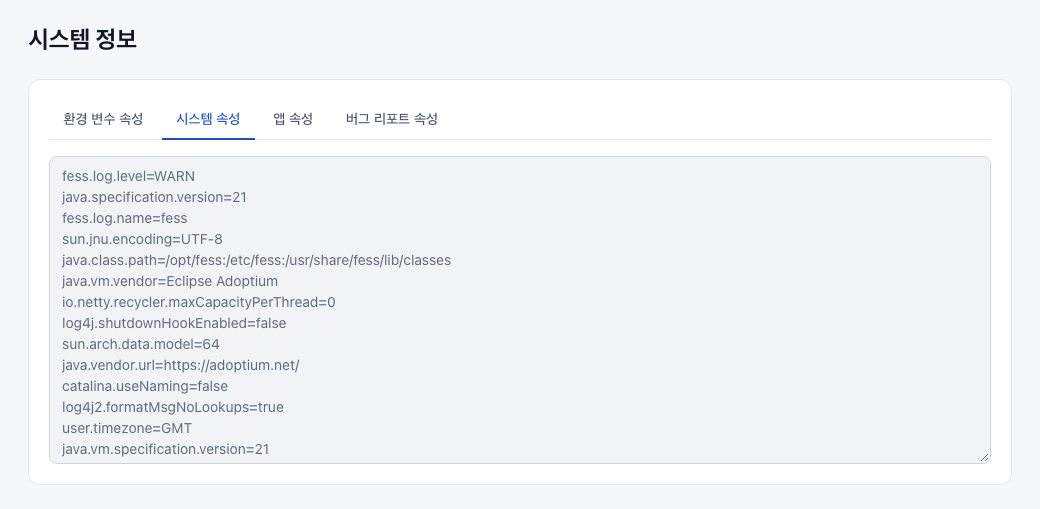 시스템 정보
환경 변수 속성 시스템 속성 앱 속성 버그 리포트 속성
fess.log.level=WARN
java.specification.version=21
fess.log.name=fess
sun.jnu.encoding=UTF-8
java.class.path=/opt/fess:/etc/fess:/usr/share/fess/lib/classes
java.vm.vendor=Eclipse Adoptium
io.netty.recycler.maxCapacityPerThread=0
log4j.shutdownHookEnabled=false
sun.arch.data.model=64
java.vendor.url=https://adoptium.net/
catalina.useNaming=false
log4j2.formatMsgNoLookups=true
user.timezone=GMT
java.vm.specification.version=21